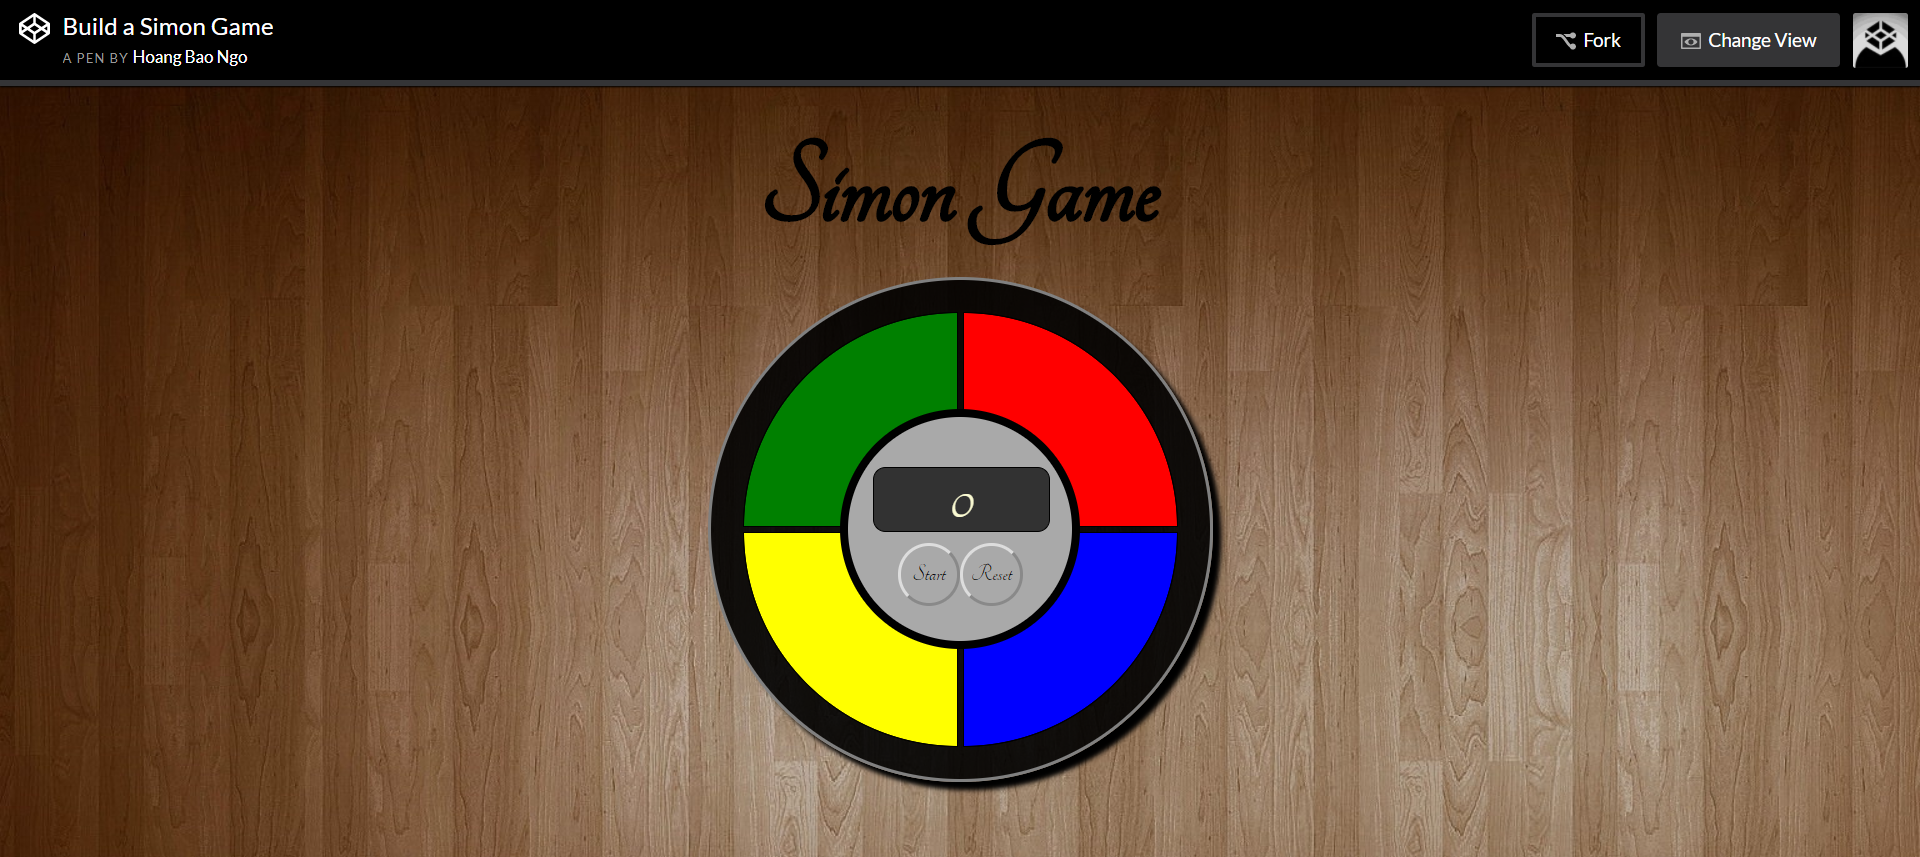 Build a Simon Game
A PEN BY Hoang Bao Ngo
Fork
Change View
Simon Game
0
Start
Reset